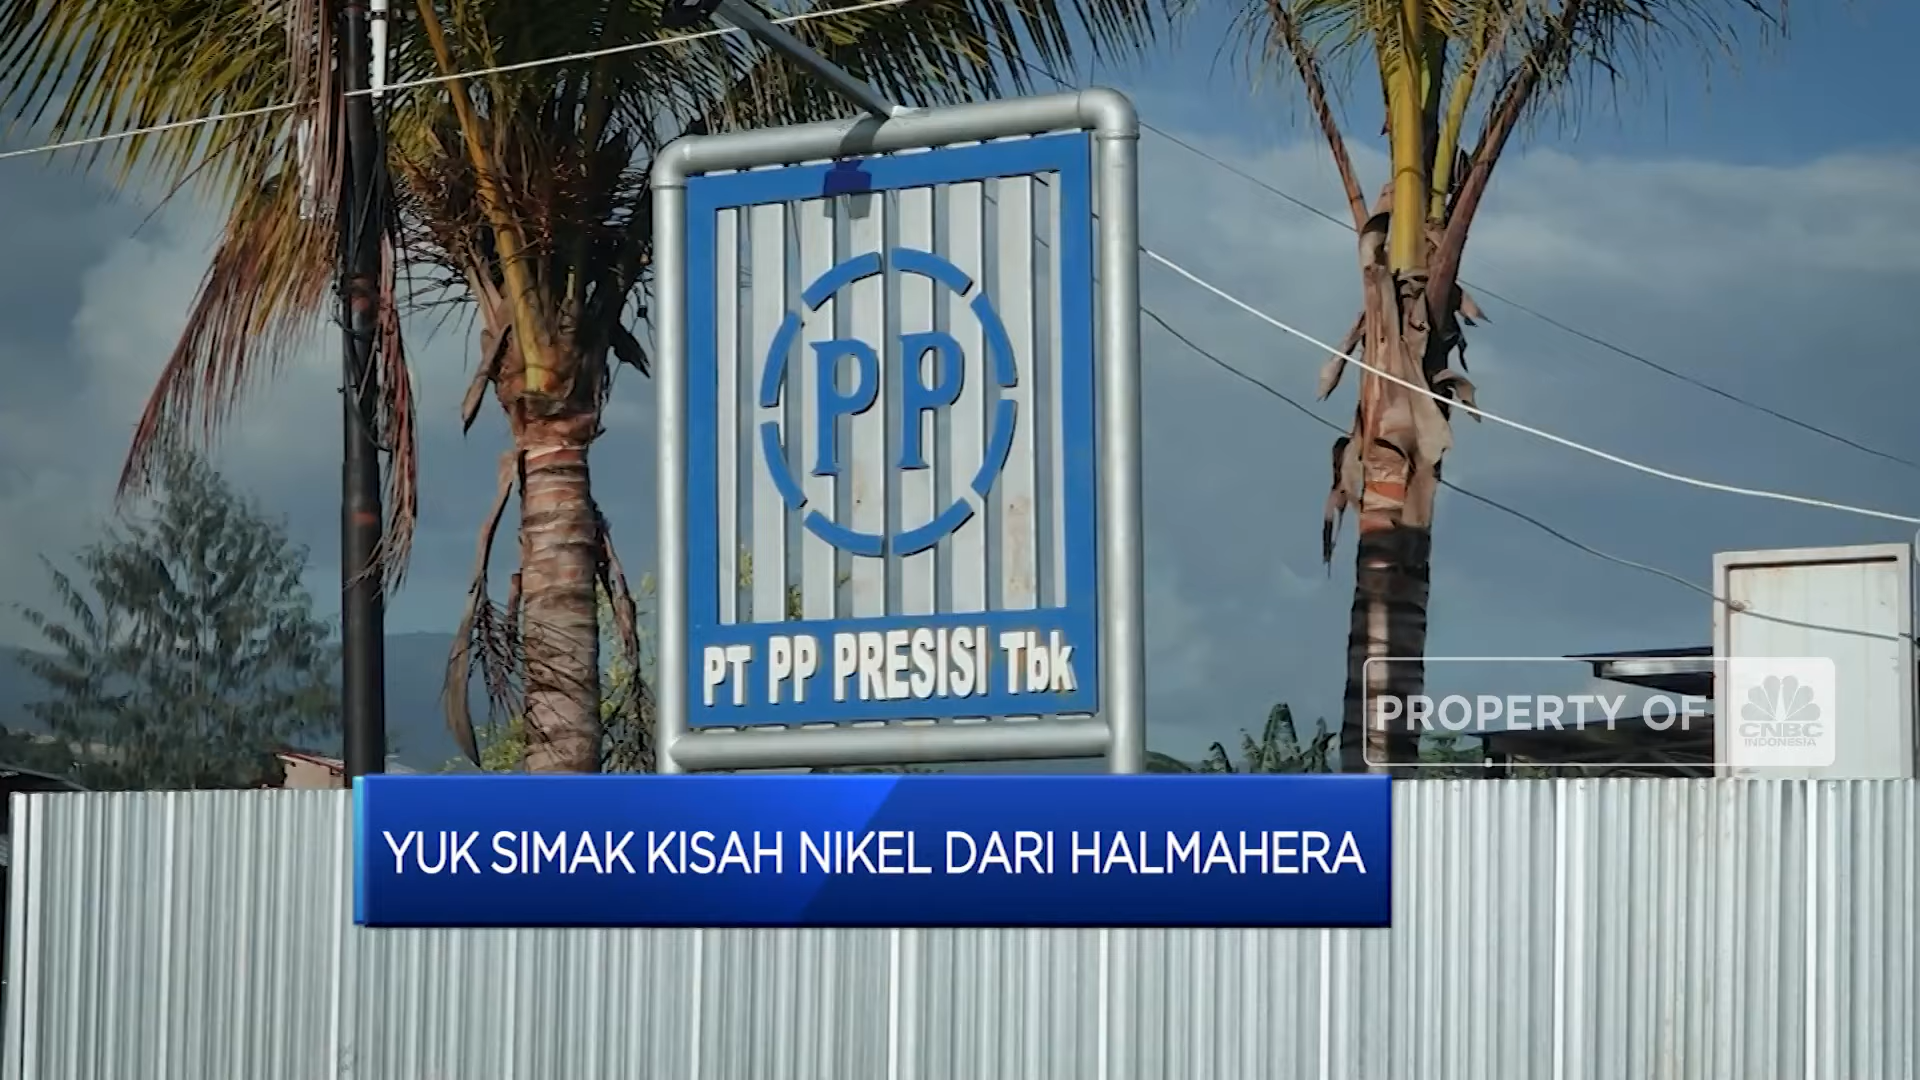 PP
PT PP PRESISI Tbk
PROPERTY OF
CNBC
INDONESIA
YUK SIMAK KISAH NIKEL DARI HALMAHERA